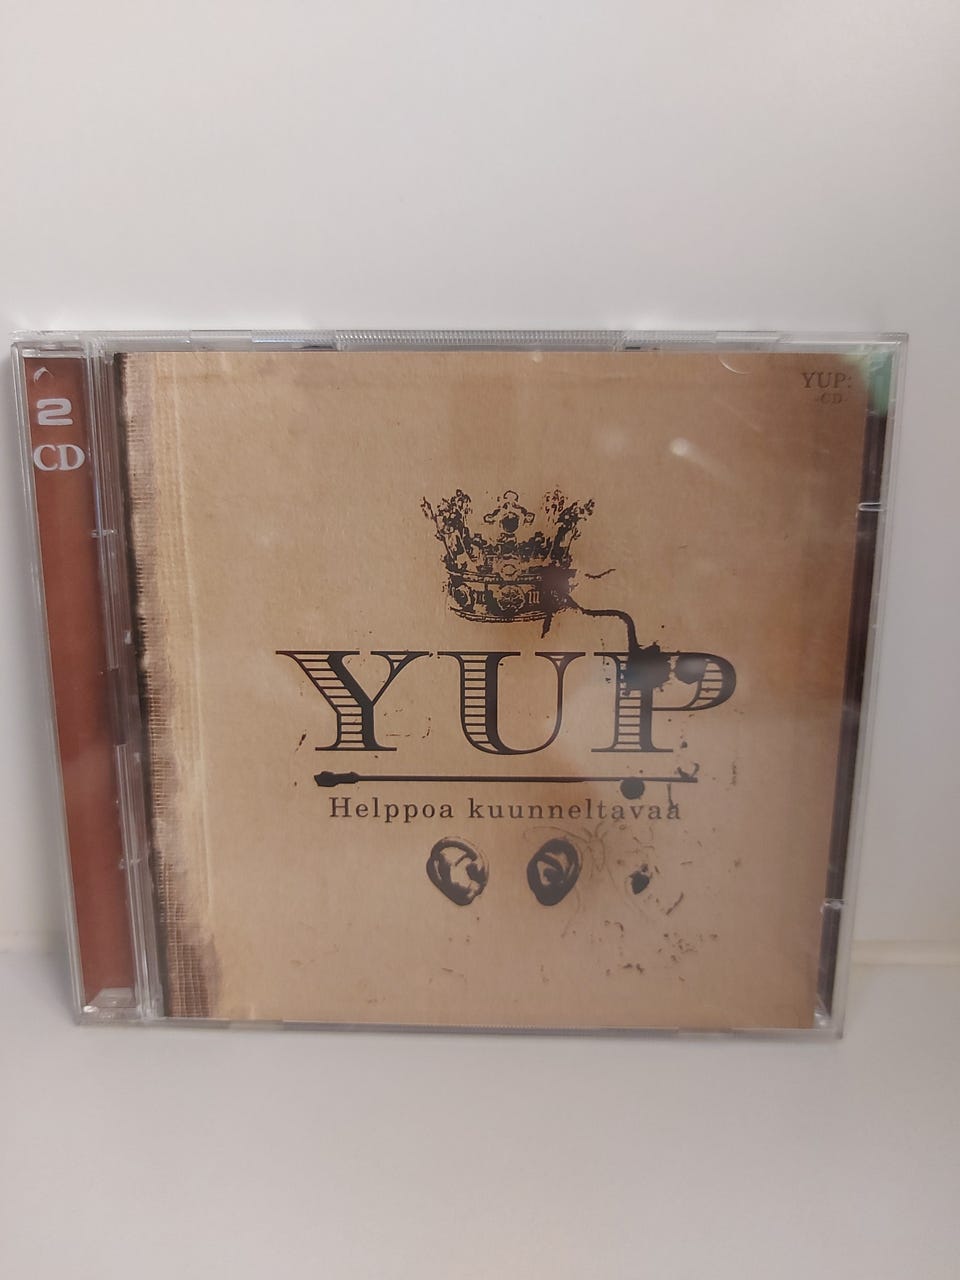 2
CD
YUP:
-CD-
YUP
Helppoa kuunneltavaa